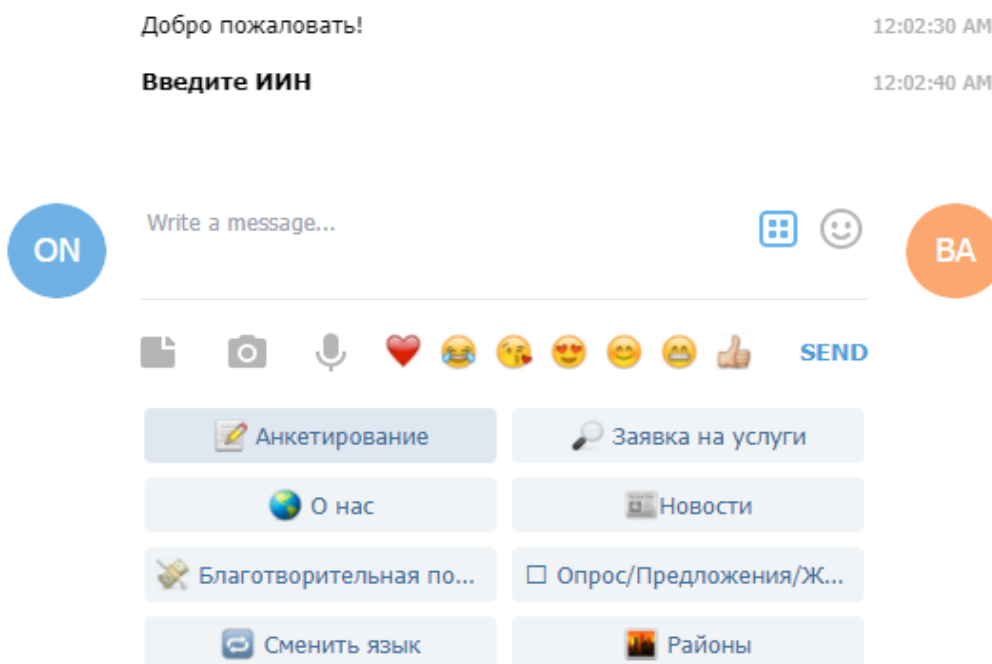 Добро пожаловать! 12:02:30 AM
Введите ИИН 12:02:40 AM
ON Write a message... BA
SEND
Анкетирование Заявка на услуги
О нас Новости
Благотворительная по... Опрос/Предложения/Ж...
Сменить язык Районы